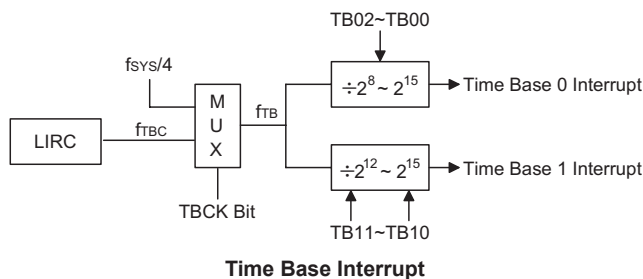 TB02~TB00
fSYS/4
÷2^8 ~ 2^15
Time Base 0 Interrupt
M
U
X
fTB
LIRC
fTBC
÷2^12 ~ 2^15
Time Base 1 Interrupt
TBCK Bit
TB11~TB10
Time Base Interrupt